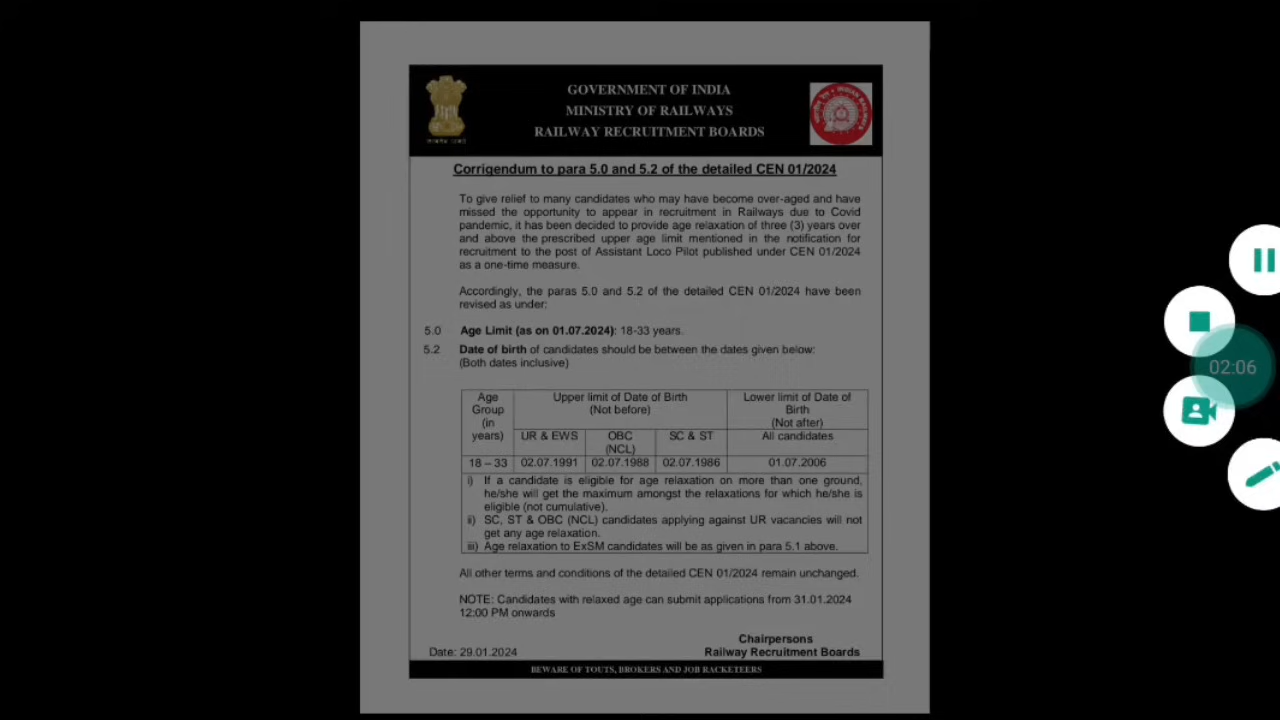 GOVERNMENT OF INDIA
MINISTRY OF RAILWAYS
RAILWAY RECRUITMENT BOARDS
Corrigendum to para 5.0 and 5.2 of the detailed CEN 01/2024
To give relief to many candidates who may have become over-aged and have
missed the opportunity to appear in recruitment in Railways due to Covid
pandemic, it has been decided to provide age relaxation of three (3) years over
and above the prescribed upper age limit mentioned in the notification for
recruitment to the post of Assistant Loco Pilot published under CEN 01/2024
as a one-time measure.
Accordingly, the paras 5.0 and 5.2 of the detailed CEN 01/2024 have been
revised as under:
5.0 Age Limit (as on 01.07.2024): 18-33 years.
5.2 Date of birth of candidates should be between the dates given below:
(Both dates inclusive)
Age Group (in years)
Upper limit of Date of Birth
(Not before)
Lower limit of Date of
Birth
(Not after)
UR & EWS OBC (NCL) SC & ST All candidates
18 – 33 02.07.1991 02.07.1988 02.07.1986 01.07.2006
i) If a candidate is eligible for age relaxation on more than one ground,
he/she will get the maximum amongst the relaxations for which he/she is
eligible (not cumulative).
ii) SC, ST & OBC (NCL) candidates applying against UR vacancies will not
get any age relaxation.
iii) Age relaxation to ExSM candidates will be as given in para 5.1 above.
All other terms and conditions of the detailed CEN 01/2024 remain unchanged.
NOTE: Candidates with relaxed age can submit applications from 31.01.2024
12:00 PM onwards
Chairpersons
Date: 29.01.2024 Railway Recruitment Boards
BEWARE OF TOUTS, BROKERS AND JOB RACKETEERS
02:06